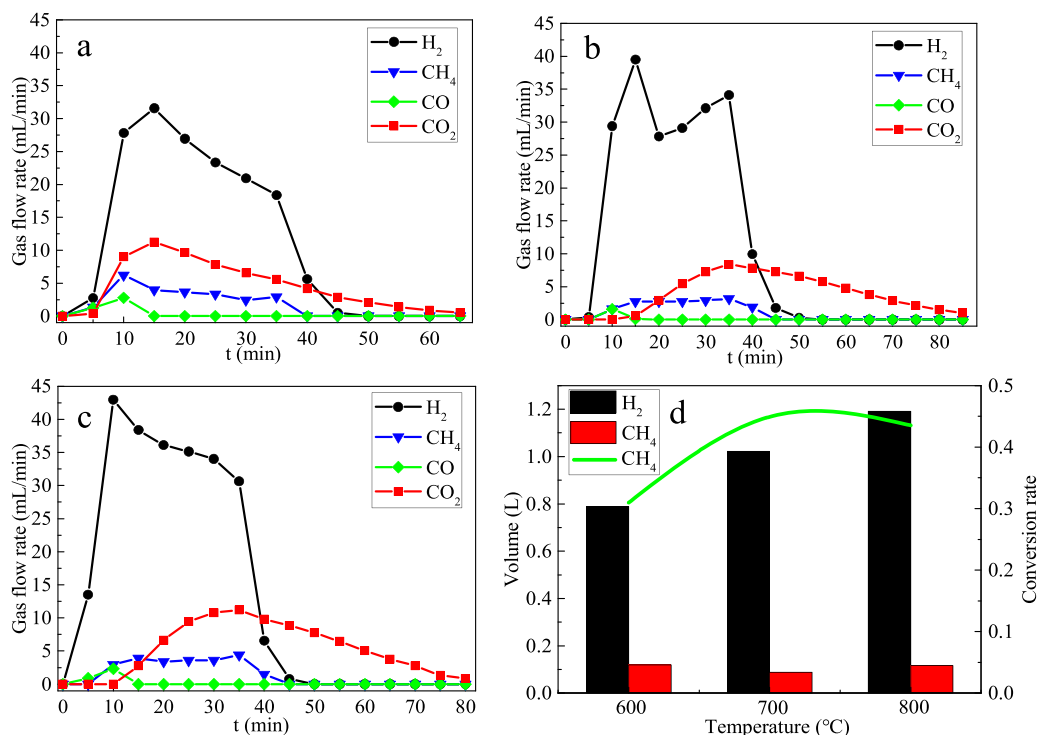 a
H₂
CH₄
CO
CO₂
Gas flow rate (mL/min)
45
40
35
30
25
20
15
10
5
0
0 10 20 30 40 50 60
t (min)
b
H₂
CH₄
CO
CO₂
Gas flow rate (mL/min)
45
40
35
30
25
20
15
10
5
0
0 10 20 30 40 50 60 70 80
t (min)
c
H₂
CH₄
CO
CO₂
Gas flow rate (mL/min)
45
40
35
30
25
20
15
10
5
0
0 10 20 30 40 50 60 70 80
t (min)
d
H₂
CH₄
CH₄
Volume (L)
1.2
1.0
0.8
0.6
0.4
0.2
0.0
600 700 800
Temperature (°C)
0.5
0.4
0.3
0.2
0.1
0.0
Conversion rate